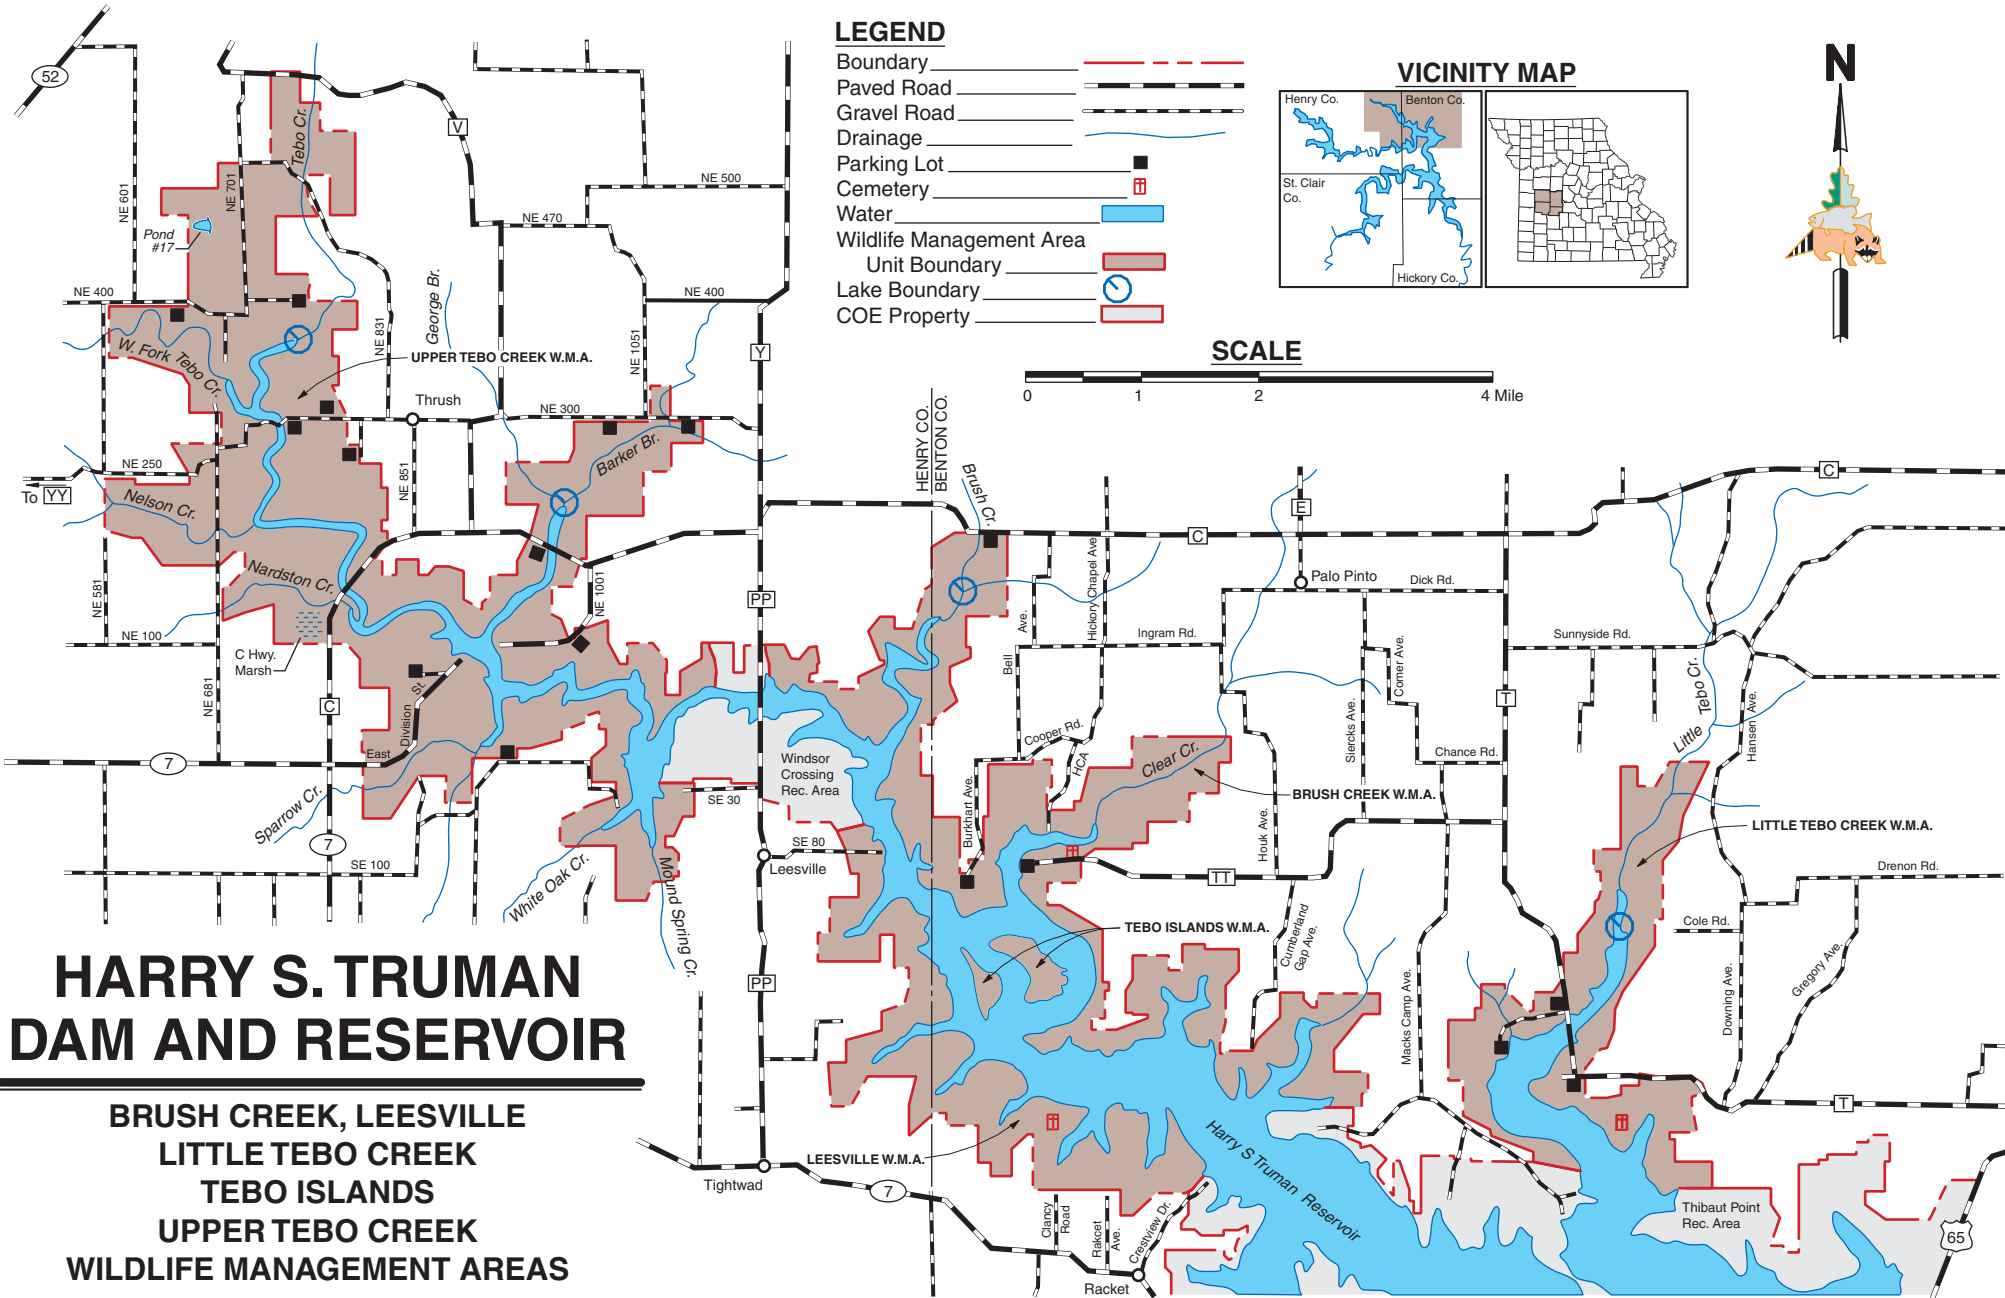 52
NE 601
NE 701
Tebo Cr.
V
Pond
#17
NE 400
NE 470
NE 500
NE 400
George Br.
NE 831
NE 1051
Y
W. Fork Tebo Cr.
UPPER TEBO CREEK W.M.A.
Thrush
NE 300
NE 250
To YY
NE 851
Barker Br.
Nelson Cr.
Nardston Cr.
NE 581
NE 100
C Hwy.
Marsh
NE 681
C
NE 1001
PP
Division
St.
East
7
Sparrow Cr.
7
SE 100
White Oak Cr.
Mound Spring Cr.
SE 30
SE 80
Leesville
Windsor
Crossing
Rec. Area
PP
LEGEND
Boundary
Paved Road
Gravel Road
Drainage
Parking Lot
Cemetery
Water
Wildlife Management Area
Unit Boundary
Lake Boundary
COE Property
VICINITY MAP
Henry Co.
Benton Co.
St. Clair
Co.
Hickory Co.
N
SCALE
0
1
2
4 Mile
HENRY CO.
BENTON CO.
Brush Cr.
C
E
C
Palo Pinto
Dick Rd.
Hickory Chapel Ave.
Bell
Ave.
Ingram Rd.
Sunnyside Rd.
Comer Ave.
Siercks Ave.
T
Little Tebo Cr.
Hansen Ave.
Cooper Rd.
HCA
Clear Cr.
Chance Rd.
Burkhart Ave.
BRUSH CREEK W.M.A.
Houk Ave.
LITTLE TEBO CREEK W.M.A.
TT
Drenon Rd.
Cole Rd.
Cumberland
Gap Ave.
TEBO ISLANDS W.M.A.
Macks Camp Ave.
Downing Ave.
Gregory Ave.
T
LEESVILLE W.M.A.
Harry S Truman Reservoir
Tightwad
7
Clancy
Road
Rakcet
Ave.
Crestview Dr.
Racket
Thibaut Point
Rec. Area
65
HARRY S. TRUMAN
DAM AND RESERVOIR
BRUSH CREEK, LEESVILLE
LITTLE TEBO CREEK
TEBO ISLANDS
UPPER TEBO CREEK
WILDLIFE MANAGEMENT AREAS